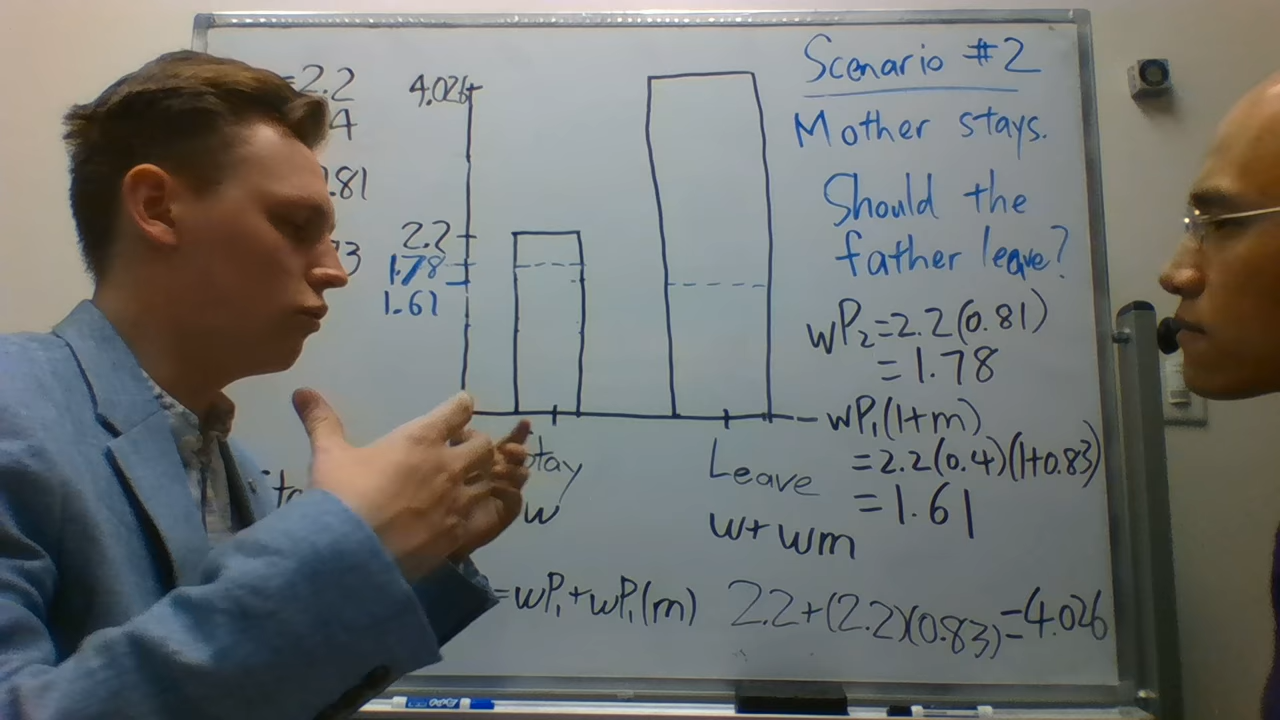 =2.2
4
.81
3
4.026
2.2
1.78
1.61
Stay
w
Leave
w+wm
Scenario #2
Mother stays.
Should the
father leave?
wP₂=2.2(0.81)
=1.78
wP₁(1+m)
=2.2(0.4)(1+0.83)
=1.61
=wP₁+wP₁(m)
2.2+(2.2)(0.83)=4.026